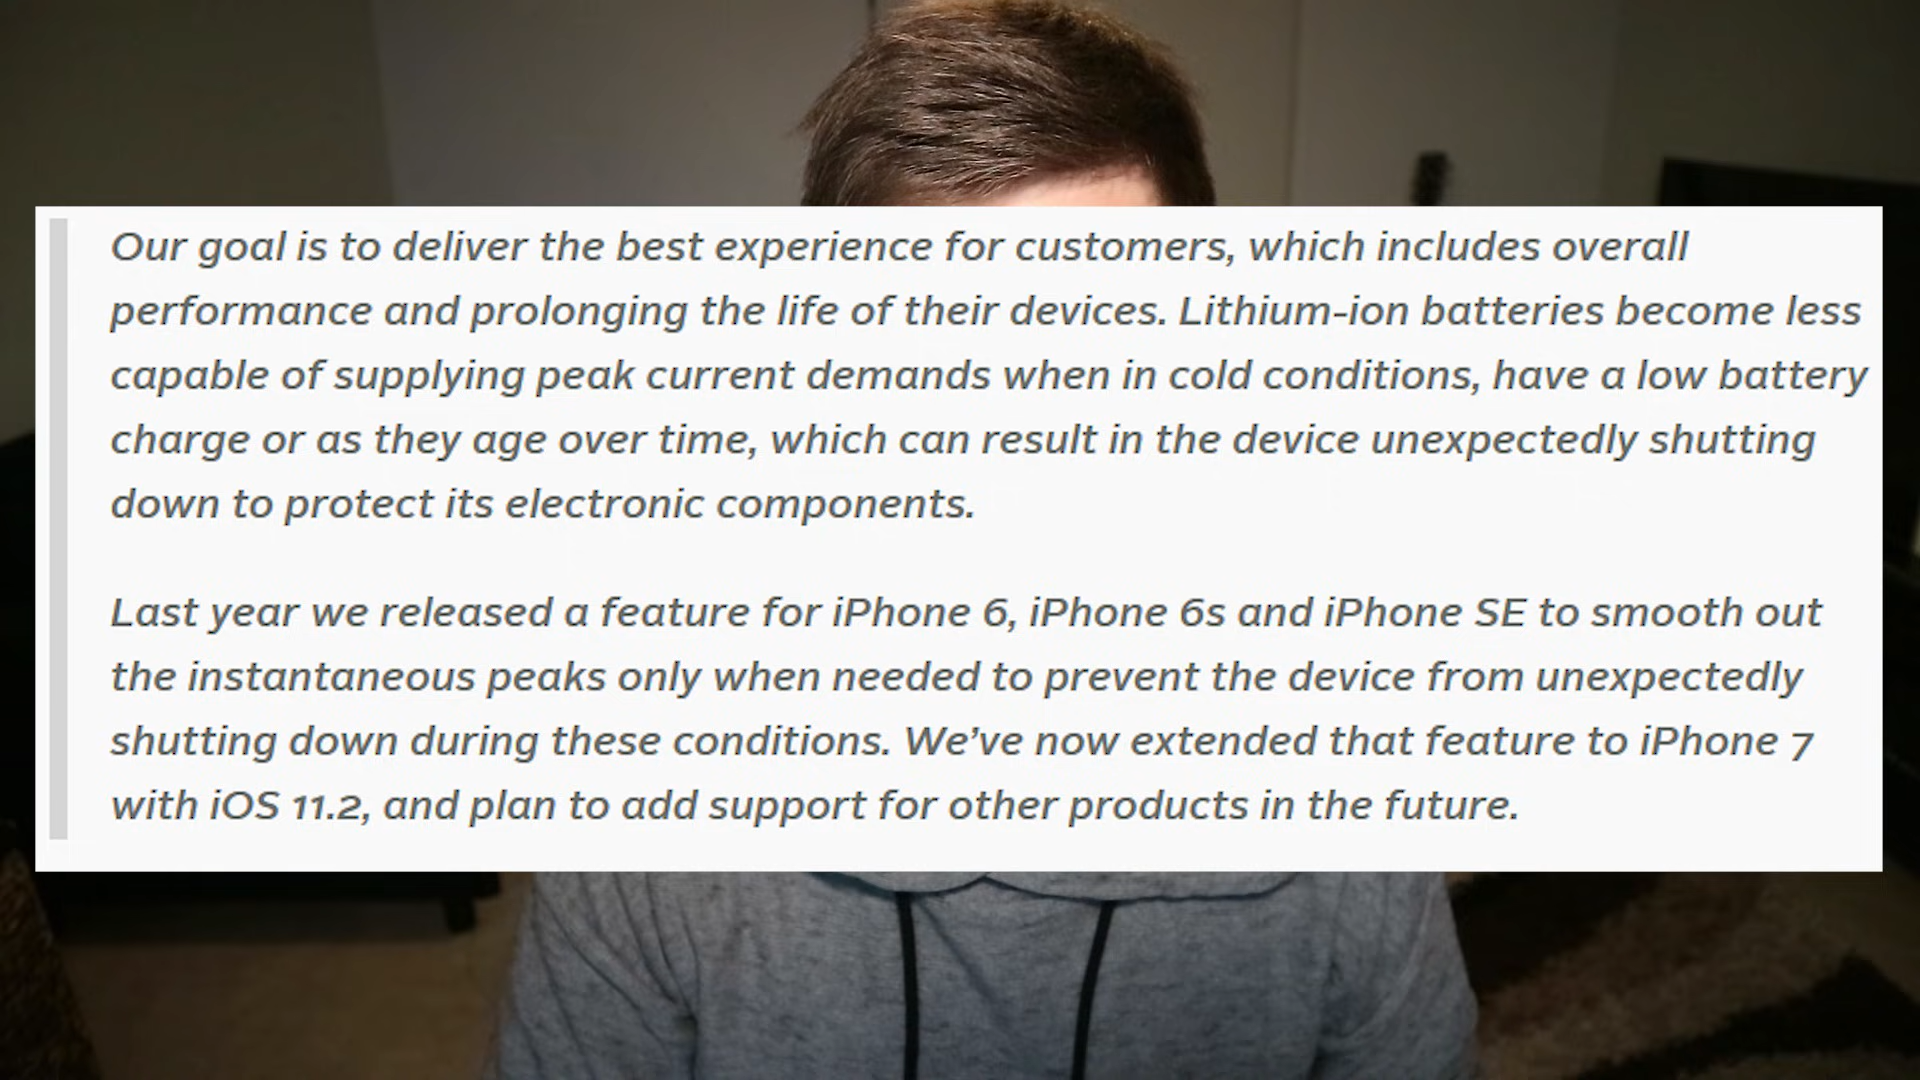 Our goal is to deliver the best experience for customers, which includes overall
performance and prolonging the life of their devices. Lithium-ion batteries become less
capable of supplying peak current demands when in cold conditions, have a low battery
charge or as they age over time, which can result in the device unexpectedly shutting
down to protect its electronic components.
Last year we released a feature for iPhone 6, iPhone 6s and iPhone SE to smooth out
the instantaneous peaks only when needed to prevent the device from unexpectedly
shutting down during these conditions. We’ve now extended that feature to iPhone 7
with iOS 11.2, and plan to add support for other products in the future.